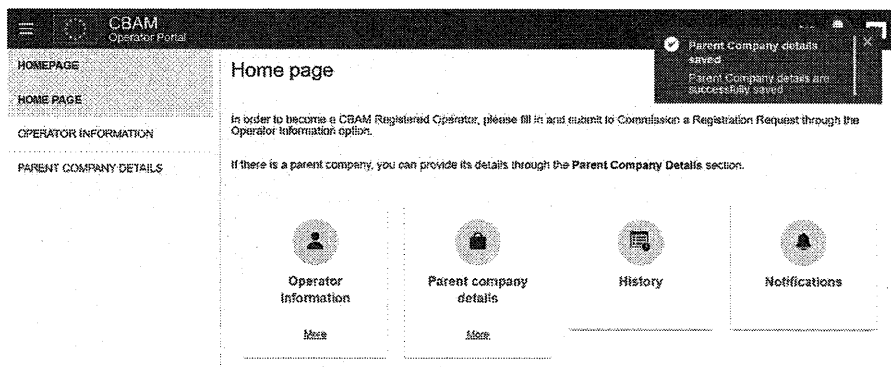 CBAM
Operator Portal
Parent Company details
saved
Parent Company details are
successfully saved
HOMEPAGE
HOME PAGE
OPERATOR INFORMATION
PARENT COMPANY DETAILS
Home page
In order to become a CBAM Registered Operator, please fill in and submit to Commission a Registration Request through the
Operator Information option.
If there is a parent company, you can provide its details through the Parent Company Details section.
Operator
Information
More
Parent company
details
More
History
Notifications